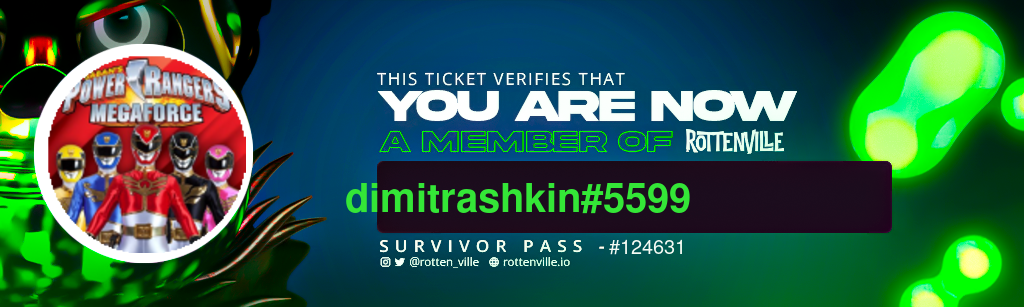 SABAN'S
POWER RANGERS
MEGAFORCE
THIS TICKET VERIFIES THAT
YOU ARE NOW
A MEMBER OF ROTTENVILLE
dimitrashkin#5599
SURVIVOR PASS - #124631
@rotten_ville rottenville.io